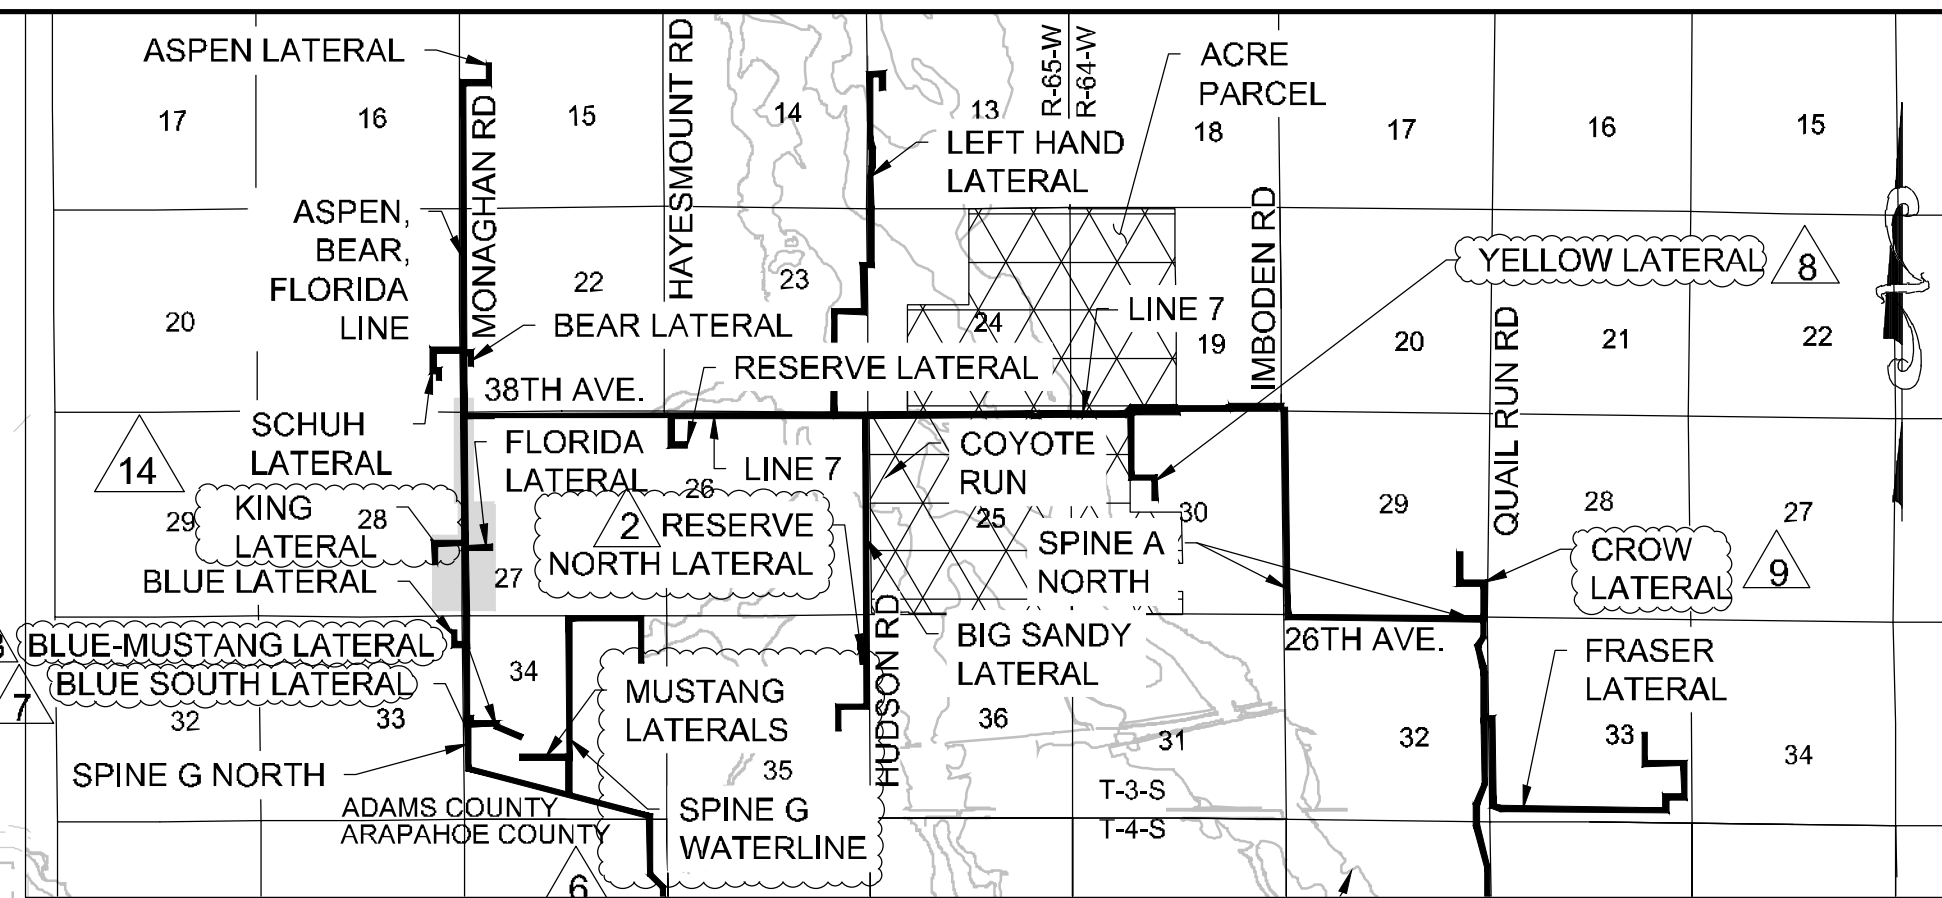 ASPEN LATERAL
MONAGHAN RD
HAYESMOUNT RD
R-65-W
R-64-W
ACRE
PARCEL
17
16
15
14
13
18
17
16
15
LEFT HAND
LATERAL
ASPEN,
BEAR,
FLORIDA
LINE
IMBODEN RD
YELLOW LATERAL
8
20
22
23
24
LINE 7
19
20
21
22
BEAR LATERAL
RESERVE LATERAL
QUAIL RUN RD
38TH AVE.
SCHUH
LATERAL
14
FLORIDA
LATERAL
26
LINE 7
COYOTE
RUN
25
30
29
28
27
29
KING
LATERAL
28
2
RESERVE
NORTH LATERAL
SPINE A
NORTH
CROW
LATERAL
9
BLUE LATERAL
27
HUDSON RD
BLUE-MUSTANG LATERAL
BLUE SOUTH LATERAL
7
32
33
34
MUSTANG
LATERALS
BIG SANDY
LATERAL
26TH AVE.
FRASER
LATERAL
36
31
32
33
34
SPINE G NORTH
35
ADAMS COUNTY
ARAPAHOE COUNTY
SPINE G
WATERLINE
T-3-S
T-4-S
6